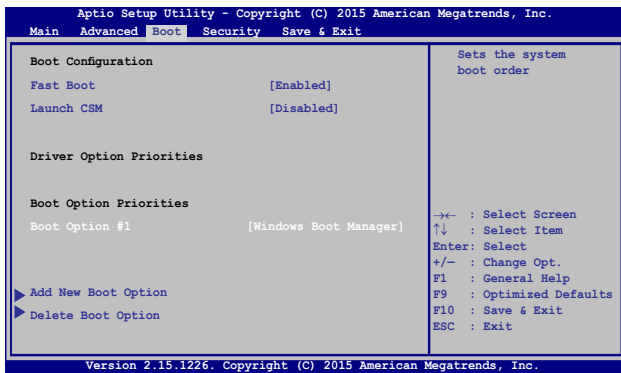 Aptio Setup Utility - Copyright (C) 2015 American Megatrends, Inc.
Main Advanced Boot Security Save & Exit
Boot Configuration
Fast Boot [Enabled]
Launch CSM [Disabled]
Driver Option Priorities
Boot Option Priorities
Boot Option #1 [Windows Boot Manager]
Add New Boot Option
Delete Boot Option
Sets the system
boot order
→← : Select Screen
↑↓ : Select Item
Enter: Select
+/— : Change Opt.
F1 : General Help
F9 : Optimized Defaults
F10 : Save & Exit
ESC : Exit
Version 2.15.1226. Copyright (C) 2015 American Megatrends, Inc.